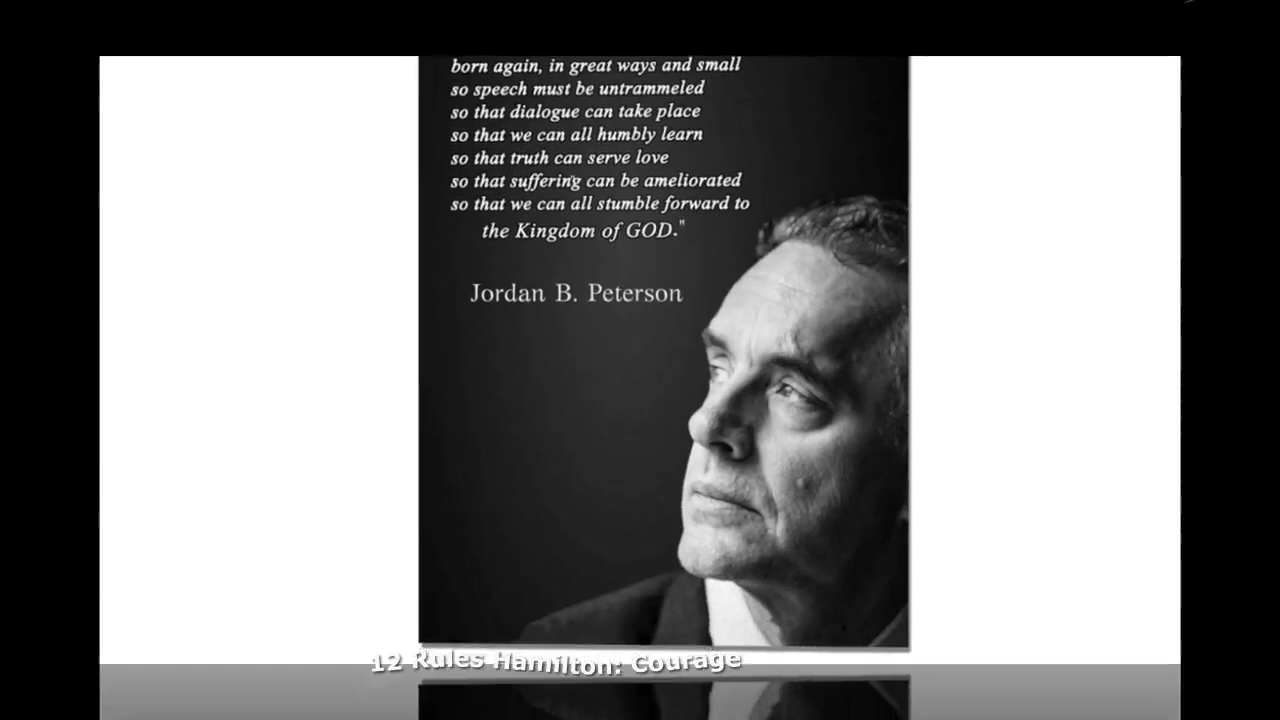 born again, in great ways and small
so speech must be untrammeled
so that dialogue can take place
so that we can all humbly learn
so that truth can serve love
so that suffering can be ameliorated
so that we can all stumble forward to
the Kingdom of GOD."
Jordan B. Peterson
12 Rules Hamilton: Courage